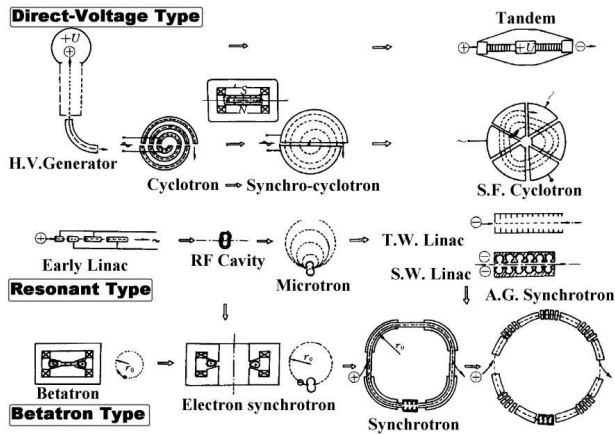 Direct-Voltage Type
+U
Tandem
+U
H.V.Generator
S
N
Cyclotron
Synchro-cyclotron
S.F. Cyclotron
Early Linac
RF Cavity
Microtron
T.W. Linac
S.W. Linac
Resonant Type
A.G. Synchrotron
r₀
r₀
r₀
Betatron
Electron synchrotron
Synchrotron
Betatron Type